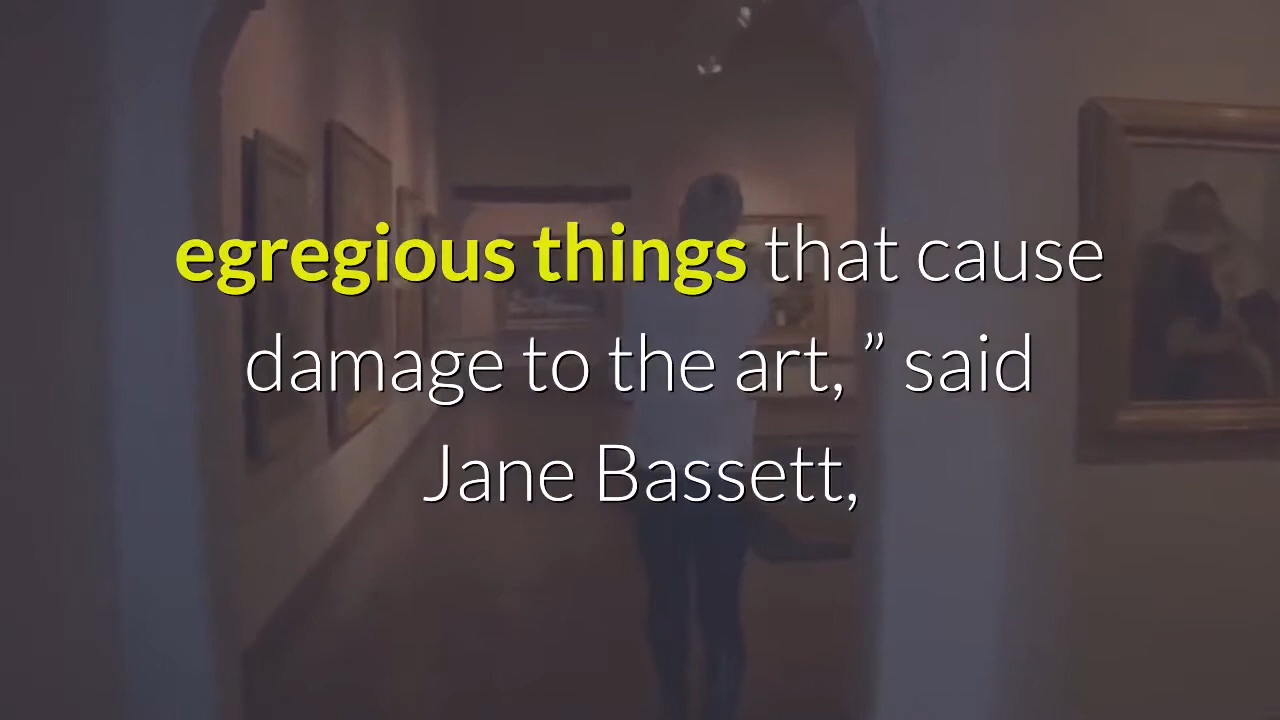 egregious things that cause
damage to the art, ” said
Jane Bassett,